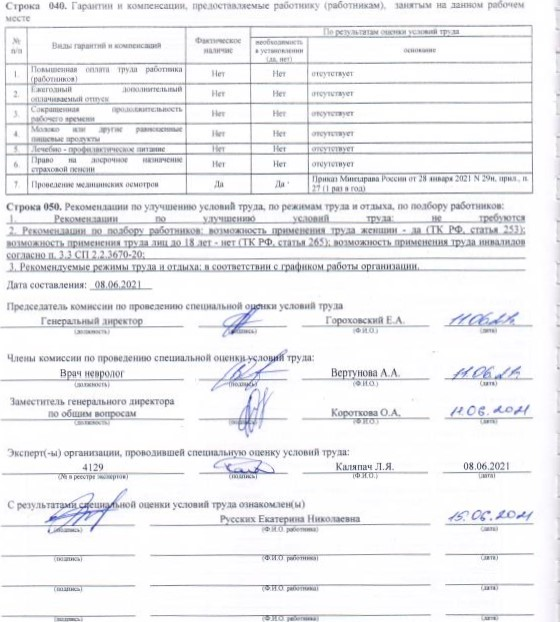 Строка 040. Гарантии и компенсации, предоставляемые работнику (работникам), занятым на данном рабочем
месте
№ п/п Виды гарантий и компенсаций Фактическое наличие По результатам оценки условий труда
необходимость в установлении (да, нет) основание
1. Повышенная оплата труда работника (работников) Нет Нет отсутствует
2. Ежегодный дополнительный оплачиваемый отпуск Нет Нет отсутствует
3. Сокращенная продолжительность рабочего времени Нет Нет отсутствует
4. Молоко или другие равноценные пищевые продукты Нет Нет отсутствует
5. Лечебно - профилактическое питание Нет Нет отсутствует
6. Право на досрочное назначение страховой пенсии Нет Нет отсутствует
7. Проведение медицинских осмотров Да Да Приказ Минздрава России от 28 января 2021 N 29н, прил., п. 27 (1 раз в год)
Строка 050. Рекомендации по улучшению условий труда, по режимам труда и отдыха, по подбору работников:
1. Рекомендации по улучшению условий труда: не требуются
2. Рекомендации по подбору работников: возможность применения труда женщин - да (ТК РФ, статья 253);
возможность применения труда лиц до 18 лет - нет (ТК РФ, статья 265); возможность применения труда инвалидов
согласно п. 3.3 СП 2.2.3670-20;
3. Рекомендуемые режимы труда и отдыха: в соответствии с графиком работы организации.
Дата составления: 08.06.2021
Председатель комиссии по проведению специальной оценки условий труда
Генеральный директор Гороховский Е.А. 11.06.21г.
(должность) (подпись) (Ф.И.О.) (дата)
Члены комиссии по проведению специальной оценки условий труда:
Врач невролог Вертунова А.А. 11.06.21г.
(должность) (подпись) (Ф.И.О.) (дата)
Заместитель генерального директора
по общим вопросам Короткова О.А. 11.06.2021
(должность) (подпись) (Ф.И.О.) (дата)
Эксперт(-ы) организации, проводившей специальную оценку условий труда:
4129 Каляпач Л.Я. 08.06.2021
(№ в реестре экспертов) (подпись) (Ф.И.О.) (дата)
С результатами специальной оценки условий труда ознакомлен(ы)
Русских Екатерина Николаевна 15.06.2021
(подпись) (Ф.И.О. работника) (дата)
(подпись) (Ф.И.О. работника) (дата)
(подпись) (Ф.И.О. работника) (дата)
(подпись) (Ф.И.О. работника) (дата)